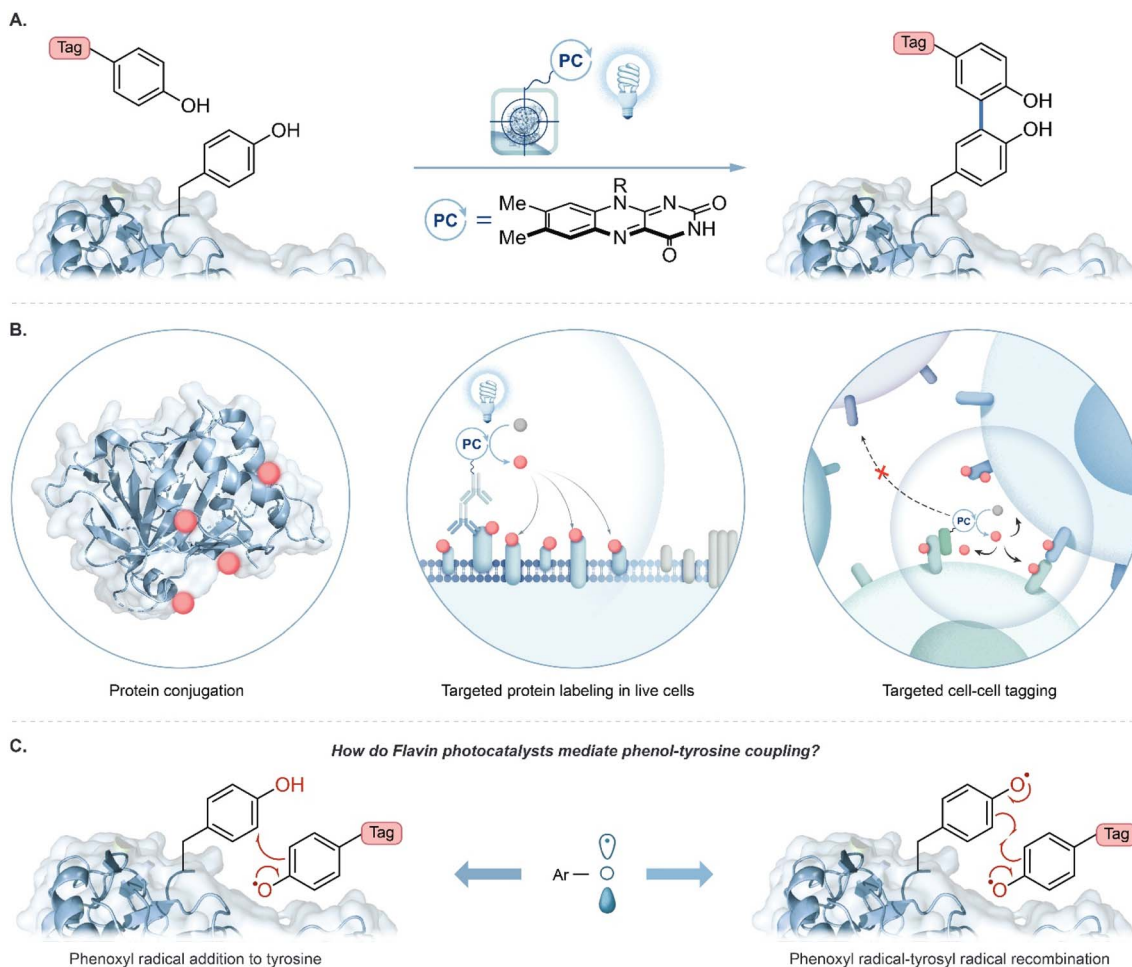 A.
Tag
OH
OH
PC
PC
=
Me
Me
R
N
N
O
NH
N
O
Tag
OH
OH
B.
PC
PC
Protein conjugation
Targeted protein labeling in live cells
Targeted cell-cell tagging
C.
How do Flavin photocatalysts mediate phenol-tyrosine coupling?
OH
Tag
O
Ar
O
Tag
O
Phenoxyl radical addition to tyrosine
Phenoxyl radical-tyrosyl radical recombination